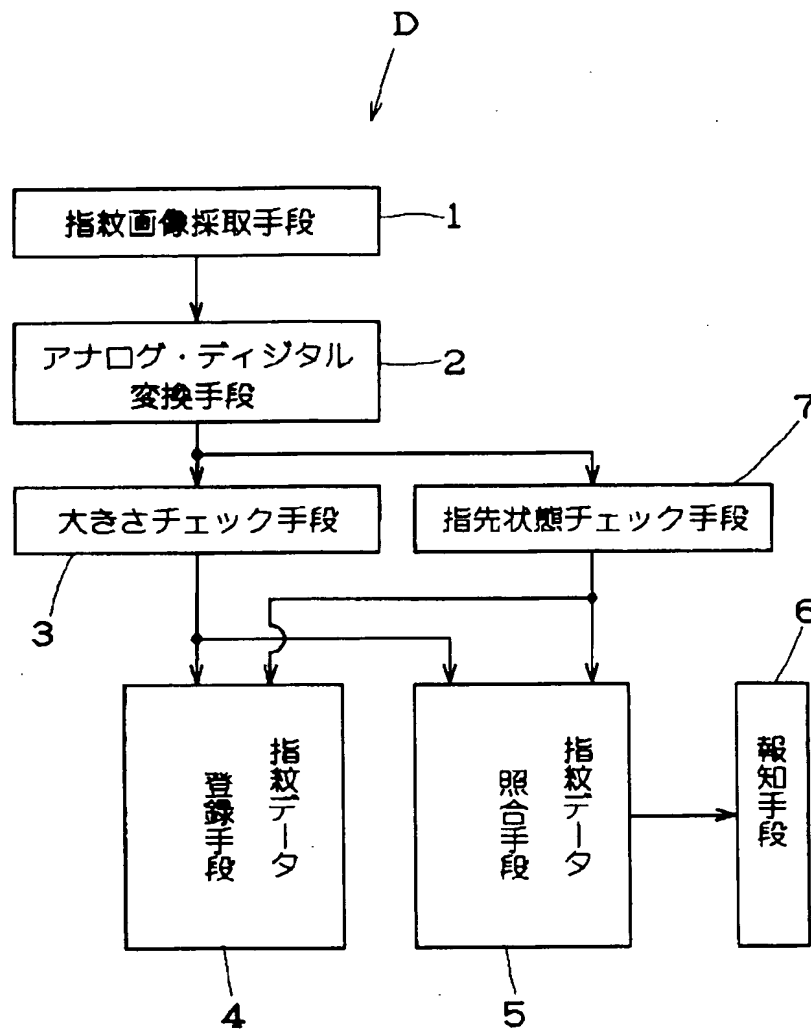 D
指紋画像採取手段
1
アナログ・ディジタル
変換手段
2
7
大きさチェック手段
指先状態チェック手段
3
6
指紋データ
登録手段
指紋データ
照合手段
報知手段
4
5